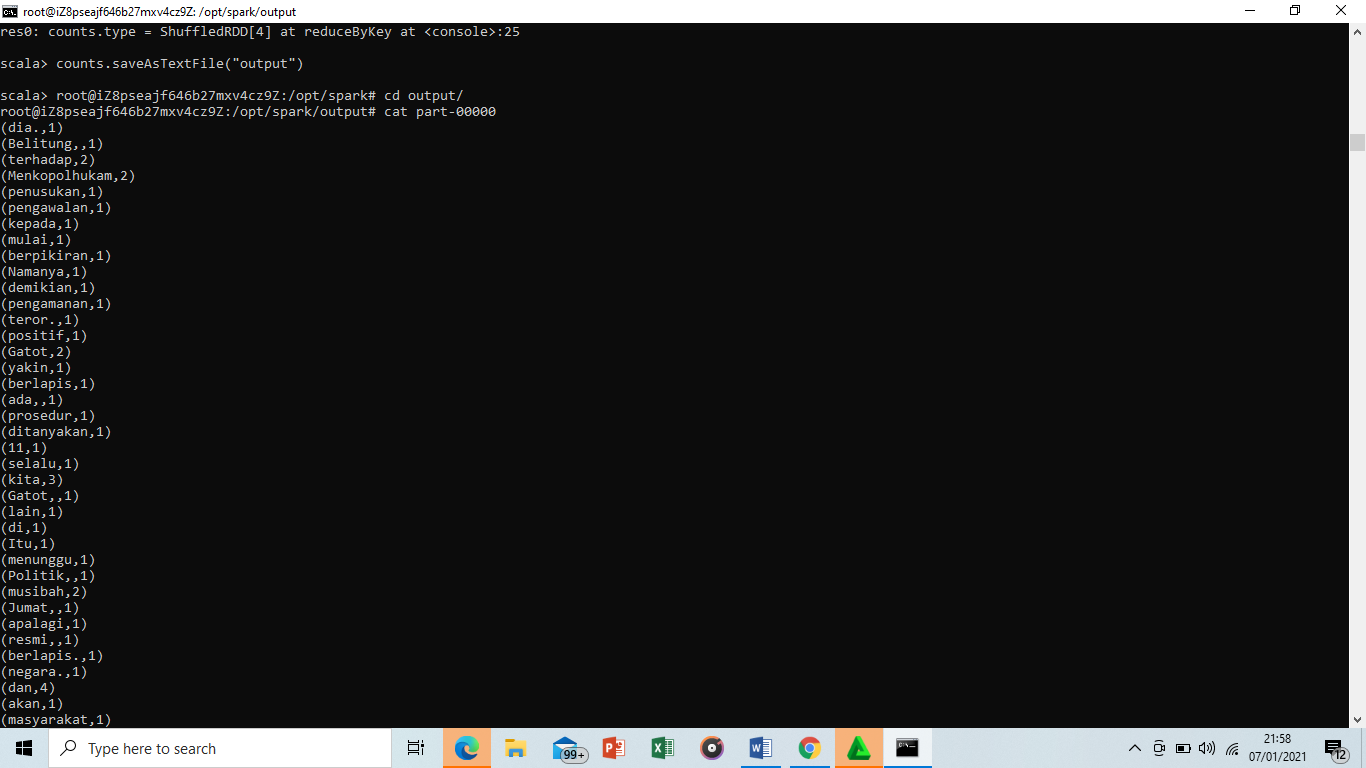 root@iZ8pseajf646b27mxv4cz9Z: /opt/spark/output
res0: counts.type = ShuffledRDD[4] at reduceByKey at <console>:25
scala> counts.saveAsTextFile("output")
scala> root@iZ8pseajf646b27mxv4cz9Z:/opt/spark# cd output/
root@iZ8pseajf646b27mxv4cz9Z:/opt/spark/output# cat part-00000
(dia.,1)
(Belitung,,1)
(terhadap,2)
(Menkopolhukam,2)
(penusukan,1)
(pengawalan,1)
(kepada,1)
(mulai,1)
(berpikiran,1)
(Namanya,1)
(demikian,1)
(pengamanan,1)
(teror.,1)
(positif,1)
(Gatot,2)
(yakin,1)
(berlapis,1)
(ada,,1)
(prosedur,1)
(ditanyakan,1)
(11,1)
(selalu,1)
(kita,3)
(Gatot,,1)
(lain,1)
(di,1)
(Itu,1)
(menunggu,1)
(Politik,,1)
(musibah,2)
(Jumat,,1)
(apalagi,1)
(resmi,,1)
(berlapis.,1)
(negara.,1)
(dan,4)
(akan,1)
(masyarakat,1)
Type here to search
99+
21:58
07/01/2021
12